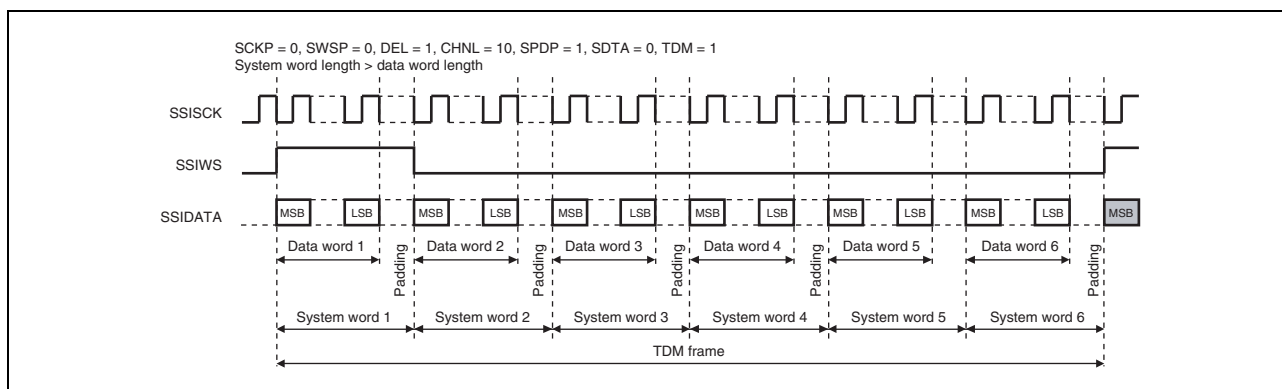 SCKP = 0, SWSP = 0, DEL = 1, CHNL = 10, SPDP = 1, SDTA = 0, TDM = 1
System word length > data word length
SSISCK
SSIWS
SSIDATA
MSB LSB MSB LSB MSB LSB MSB LSB MSB LSB MSB LSB MSB
Data word 1 Padding Data word 2 Padding Data word 3 Padding Data word 4 Padding Data word 5 Data word 6 Padding
System word 1 System word 2 System word 3 System word 4 System word 5 System word 6
TDM frame